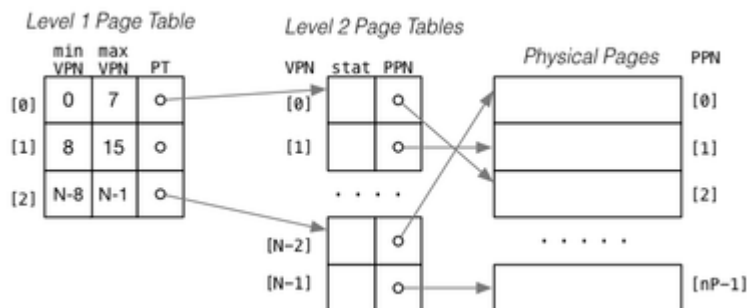 Level 1 Page Table
Level 2 Page Tables
Physical Pages
PPN
min VPN
max VPN
PT
VPN
stat
PPN
[0]
0
7
[0]
[0]
[1]
8
15
[1]
[1]
[2]
N-8
N-1
. . . .
[2]
[N-2]
. . . . .
[N-1]
[nP-1]